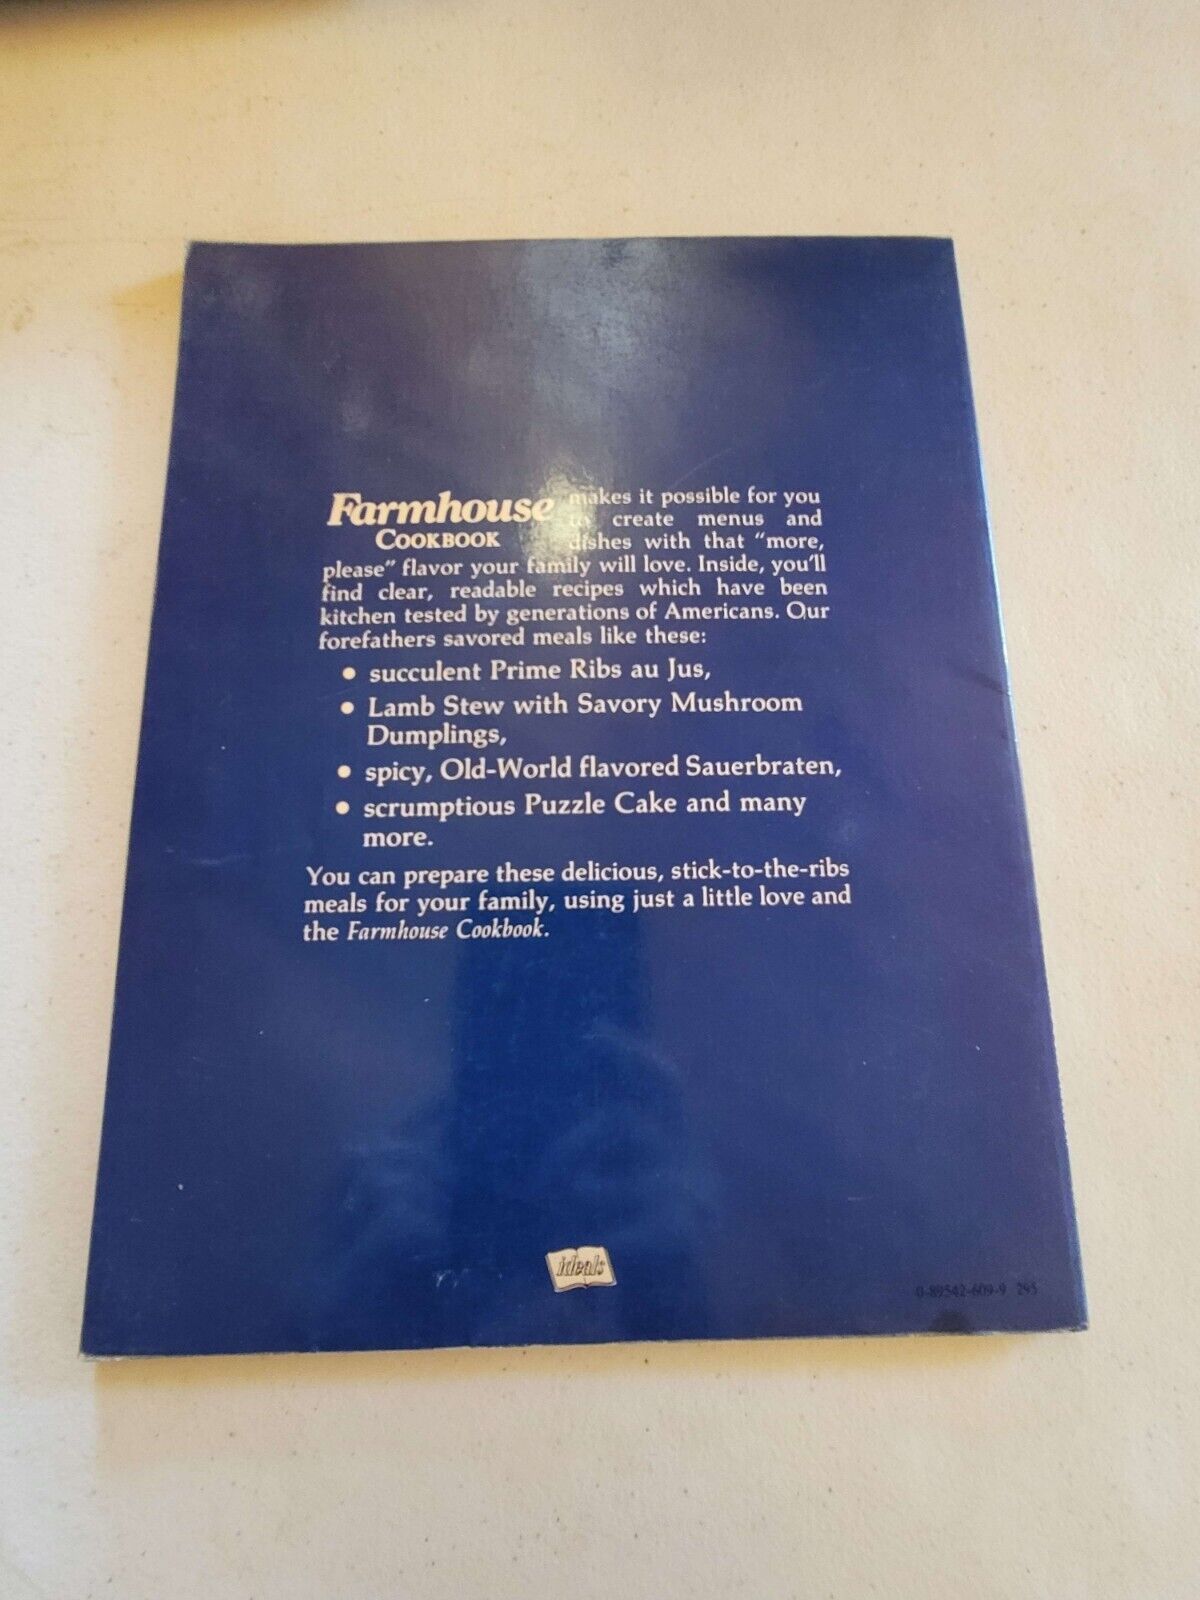 Farmhouse makes it possible for you
to create menus and
COOKBOOK dishes with that "more,
please" flavor your family will love. Inside, you'll
find clear, readable recipes which have been
kitchen tested by generations of Americans. Our
forefathers savored meals like these:
• succulent Prime Ribs au Jus,
• Lamb Stew with Savory Mushroom
Dumplings,
• spicy, Old-World flavored Sauerbraten,
• scrumptious Puzzle Cake and many
more.
You can prepare these delicious, stick-to-the-ribs
meals for your family, using just a little love and
the Farmhouse Cookbook.
ideals
0-89542-609-9 295